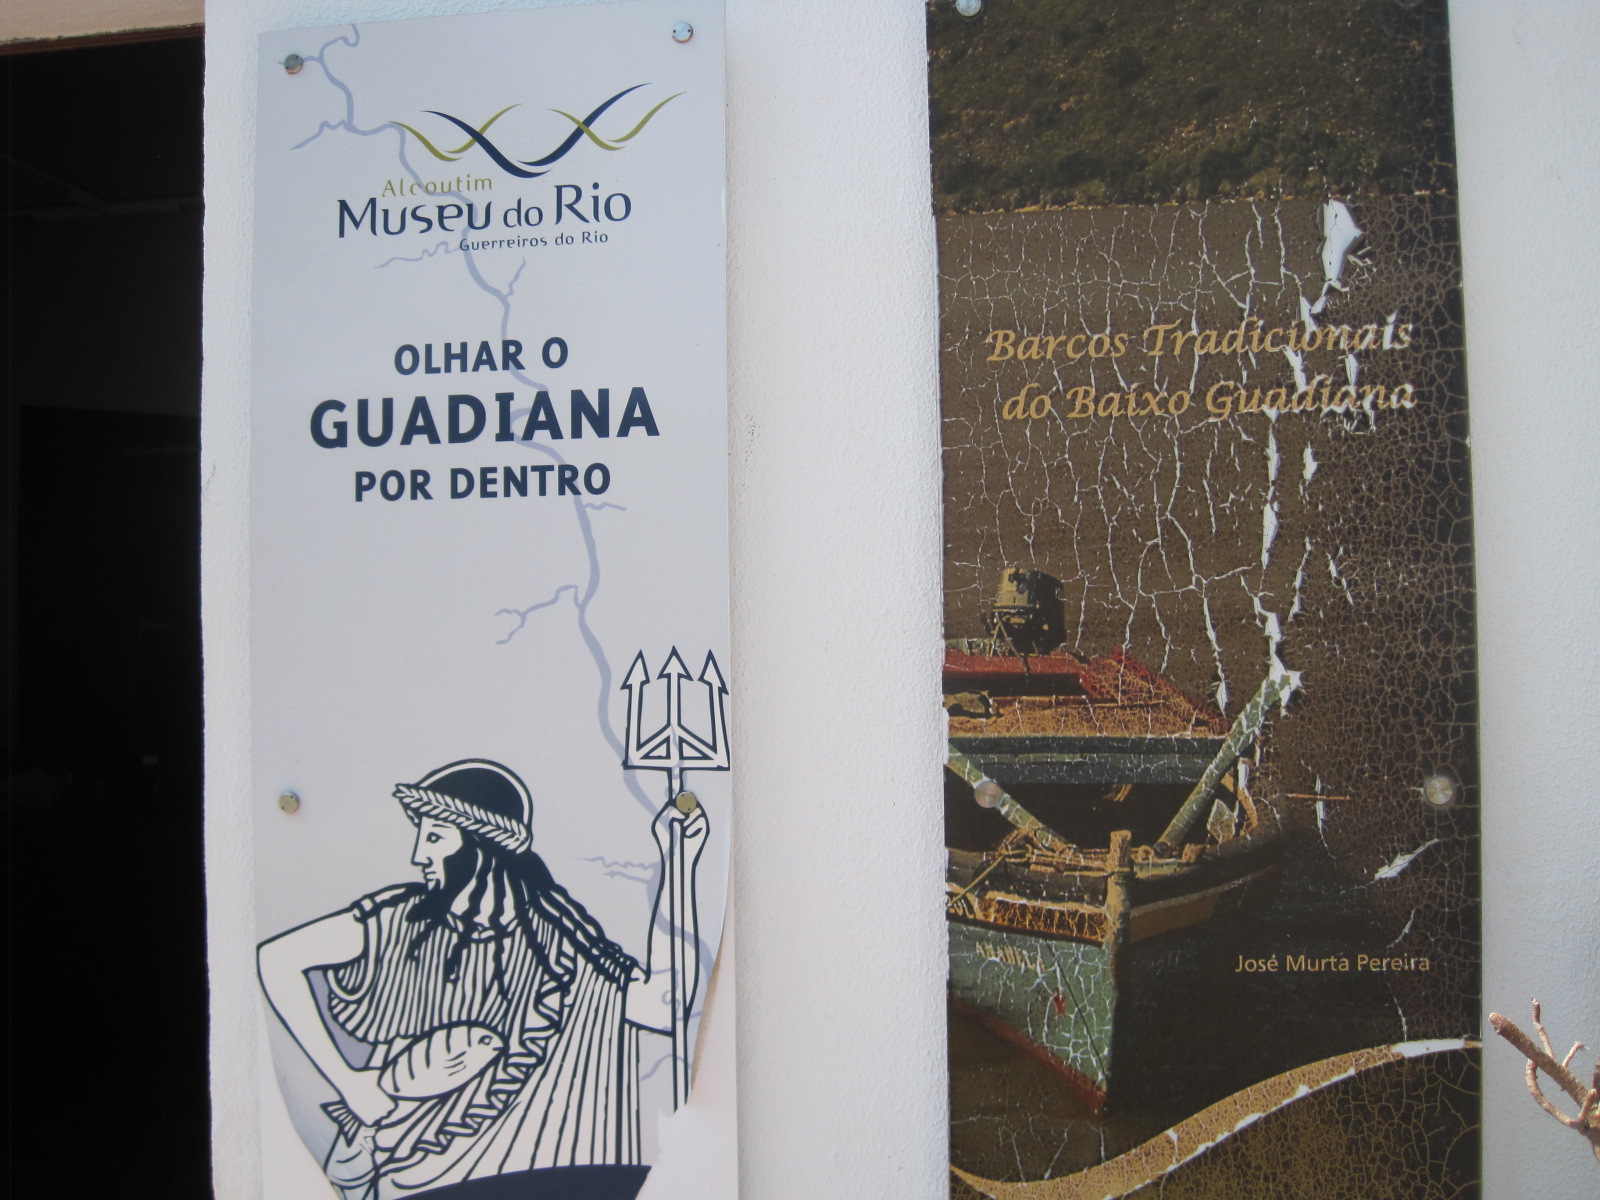 Alcoutim
Museu do Rio
Guerreiros do Rio
OLHAR O
GUADIANA
POR DENTRO
Barcos Tradicionais
do Baixo Guadiana
José Murta Pereira